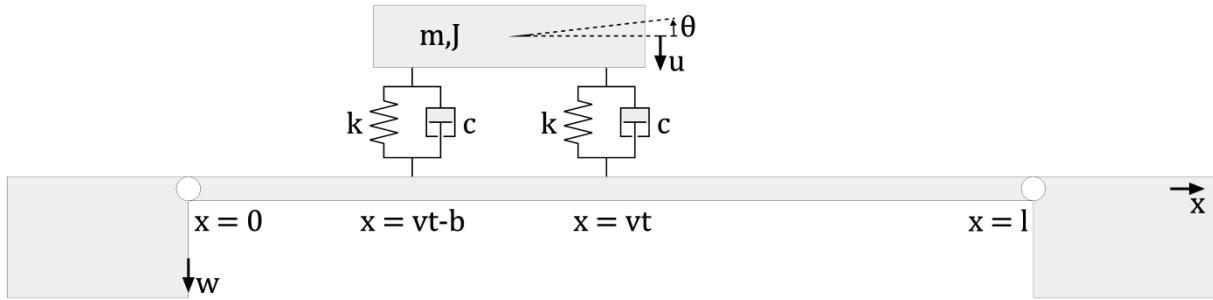 m,J
θ
u
k
c
k
c
x
x = 0
x = vt-b
x = vt
x = l
w